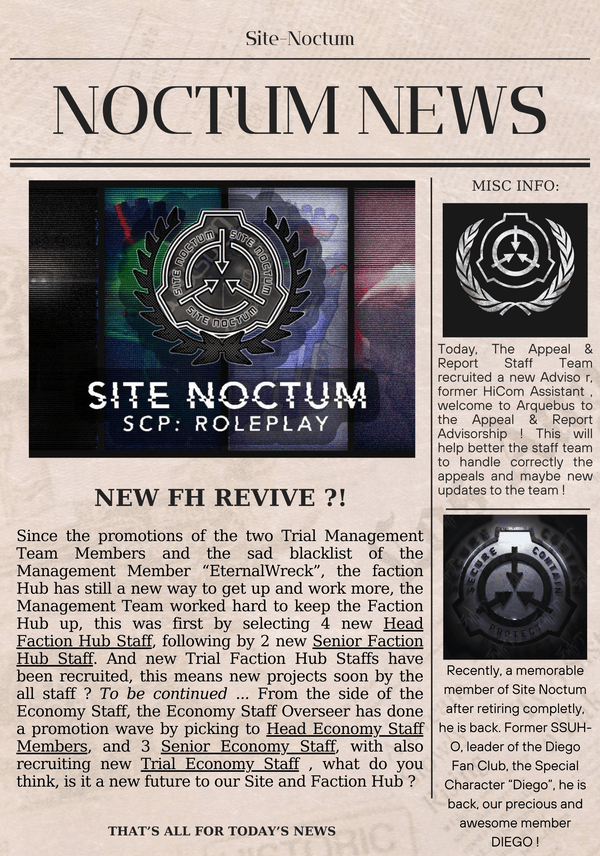 Site-Noctum
NOCTUM NEWS
SITE NOCTUM
SITE NOCTUM
SITE NOCTUM
SITE NOCTUM
SCP: ROLEPLAY
NEW FH REVIVE ?!
Since the promotions of the two Trial Management
Team Members and the sad blacklist of the
Management Member “EternalWreck”, the faction
Hub has still a new way to get up and work more, the
Management Team worked hard to keep the Faction
Hub up, this was first by selecting 4 new Head
Faction Hub Staff, following by 2 new Senior Faction
Hub Staff. And new Trial Faction Hub Staffs have
been recruited, this means new projects soon by the
all staff ? To be continued ... From the side of the
Economy Staff, the Economy Staff Overseer has done
a promotion wave by picking to Head Economy Staff
Members, and 3 Senior Economy Staff, with also
recruiting new Trial Economy Staff , what do you
think, is it a new future to our Site and Faction Hub ?
THAT’S ALL FOR TODAY’S NEWS
MISC INFO:
Today, The Appeal &
Report Staff Team
recruited a new Adviso r,
former HiCom Assistant ,
welcome to Arquebus to
the Appeal & Report
Advisorship ! This will
help better the staff team
to handle correctly the
appeals and maybe new
updates to the team !
SECURE CONTAIN
PROTECT
Recently, a memorable
member of Site Noctum
after retiring completly,
he is back. Former SSUH-
O, leader of the Diego
Fan Club, the Special
Character “Diego”, he is
back, our precious and
awesome member
DIEGO !